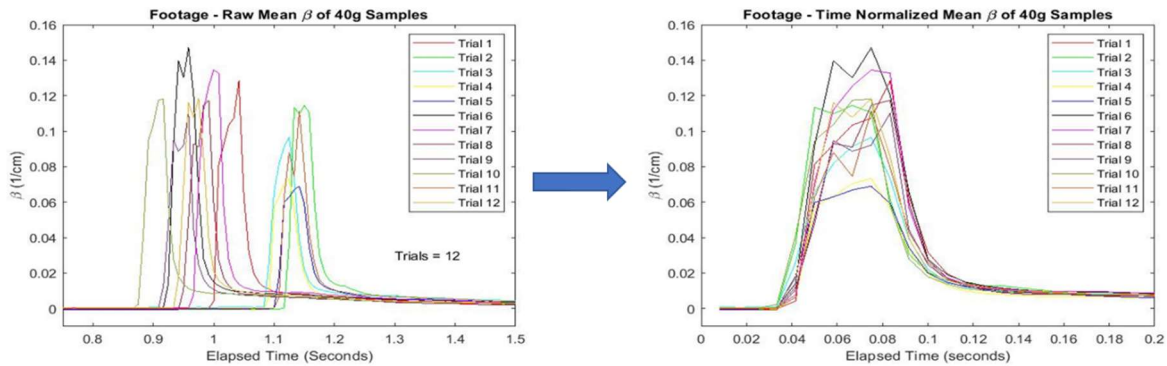 Footage - Raw Mean β of 40g Samples
0.16
0.14
0.12
0.1
0.08
0.06
0.04
0.02
0
β (1/cm)
Trial 1
Trial 2
Trial 3
Trial 4
Trial 5
Trial 6
Trial 7
Trial 8
Trial 9
Trial 10
Trial 11
Trial 12
Trials = 12
0.8 0.9 1 1.1 1.2 1.3 1.4 1.5
Elapsed Time (Seconds)
Footage - Time Normalized Mean β of 40g Samples
0.16
0.14
0.12
0.1
0.08
0.06
0.04
0.02
0
β (1/cm)
Trial 1
Trial 2
Trial 3
Trial 4
Trial 5
Trial 6
Trial 7
Trial 8
Trial 9
Trial 10
Trial 11
Trial 12
0 0.02 0.04 0.06 0.08 0.1 0.12 0.14 0.16 0.18 0.2
Elapsed Time (seconds)